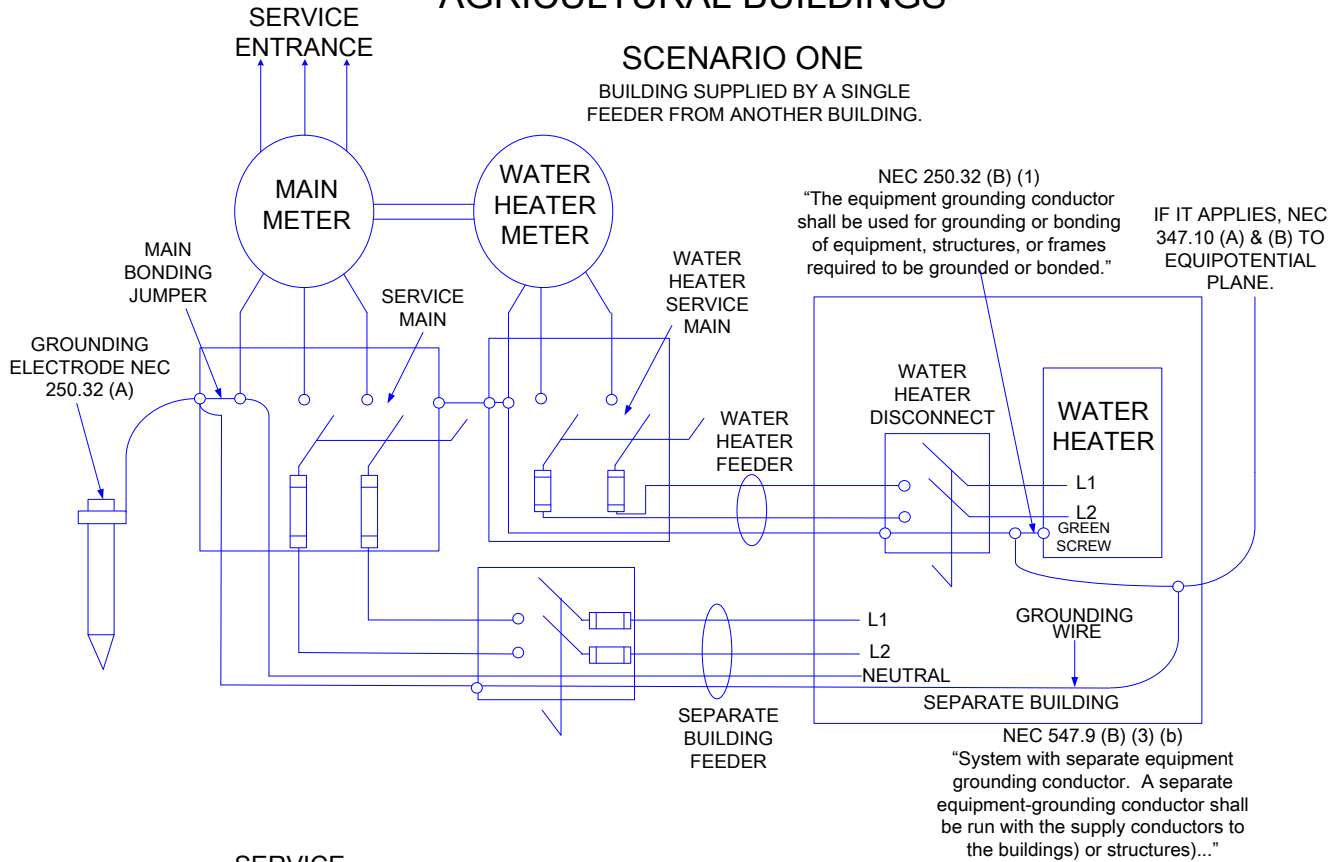 AGRICULTURAL BUILDINGS
SERVICE
ENTRANCE
SCENARIO ONE
BUILDING SUPPLIED BY A SINGLE
FEEDER FROM ANOTHER BUILDING.
MAIN
METER
WATER
HEATER
METER
NEC 250.32 (B) (1)
“The equipment grounding conductor
shall be used for grounding or bonding
of equipment, structures, or frames
required to be grounded or bonded.”
IF IT APPLIES, NEC
347.10 (A) & (B) TO
EQUIPOTENTIAL
PLANE.
MAIN
BONDING
JUMPER
SERVICE
MAIN
WATER
HEATER
SERVICE
MAIN
GROUNDING
ELECTRODE NEC
250.32 (A)
WATER
HEATER
FEEDER
WATER
HEATER
DISCONNECT
WATER
HEATER
L1
L2
GREEN
SCREW
L1
L2
NEUTRAL
GROUNDING
WIRE
SEPARATE BUILDING
SEPARATE
BUILDING
FEEDER
NEC 547.9 (B) (3) (b)
“System with separate equipment
grounding conductor.  A separate
equipment-grounding conductor shall
be run with the supply conductors to
the buildings) or structures)...”
SERVICE